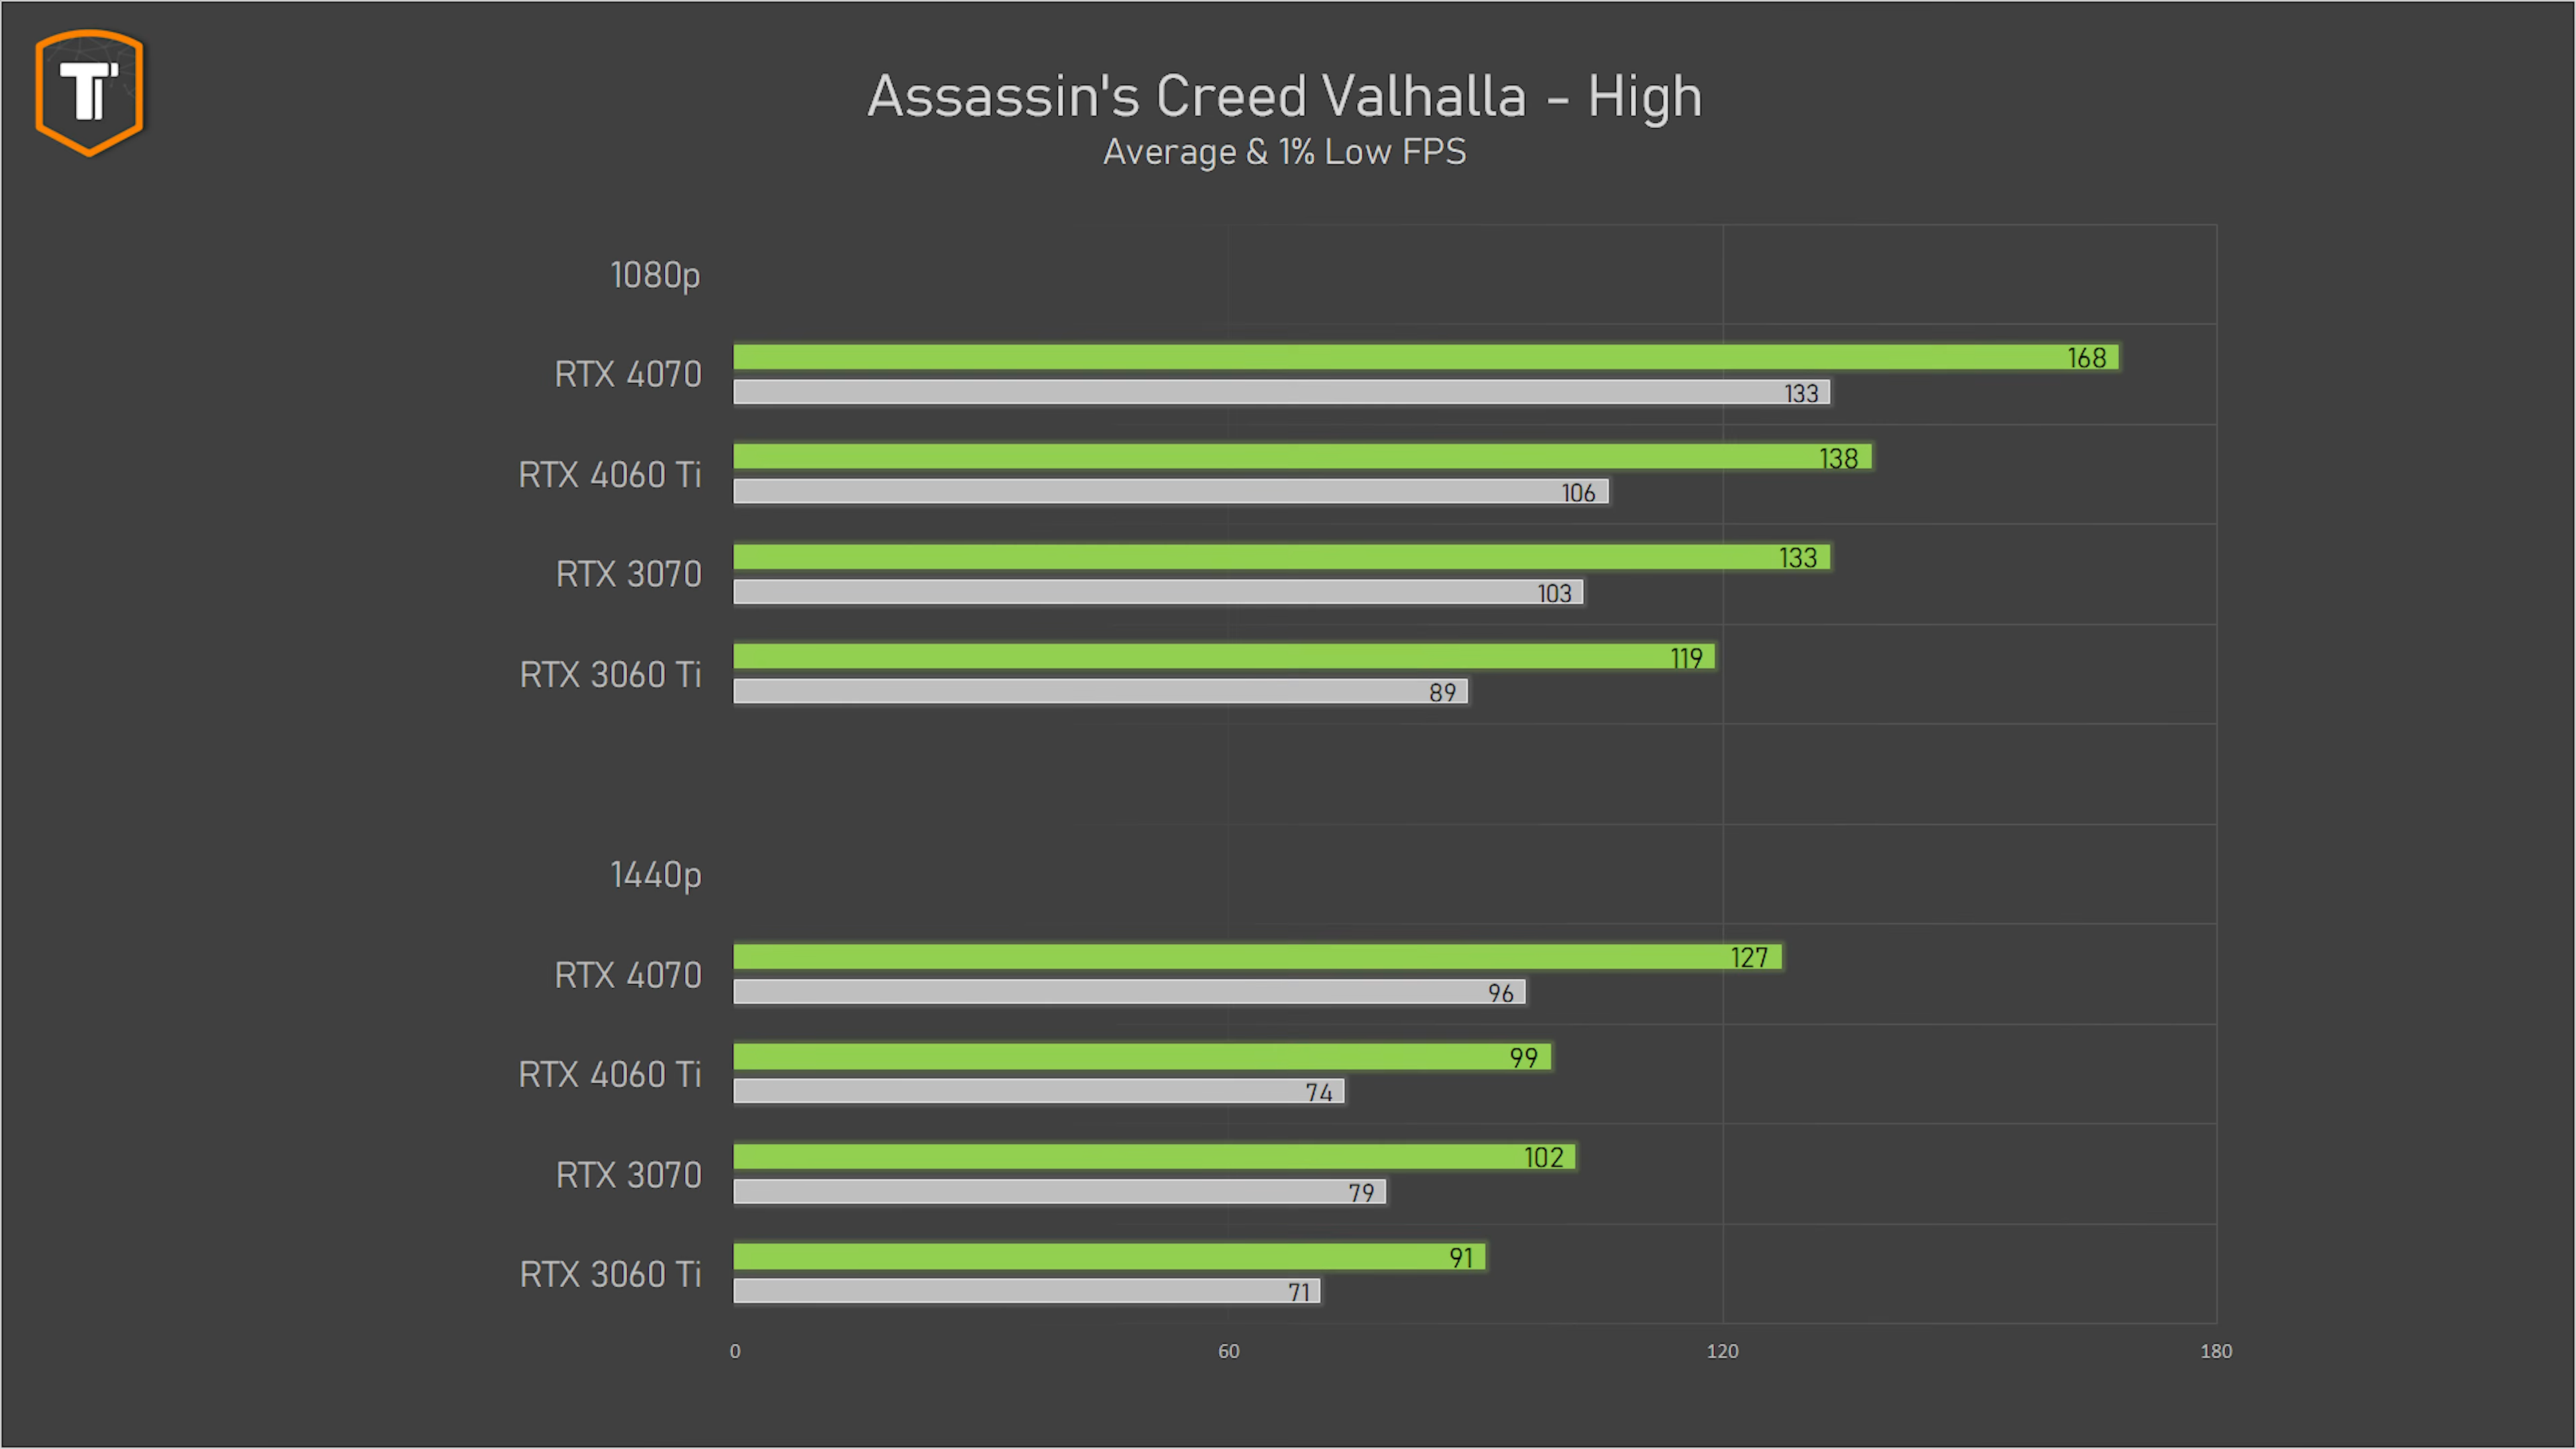 Ti
Assassin's Creed Valhalla - High
Average & 1% Low FPS
1080p
RTX 4070
168
133
RTX 4060 Ti
138
106
RTX 3070
133
103
RTX 3060 Ti
119
89
1440p
RTX 4070
127
96
RTX 4060 Ti
99
74
RTX 3070
102
79
RTX 3060 Ti
91
71
0 60 120 180